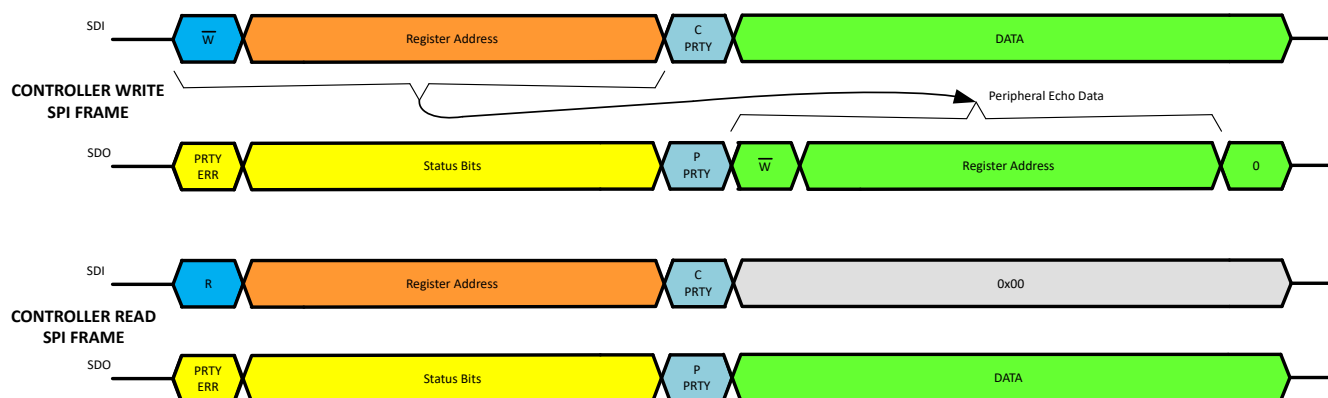 SDI
W̅
Register Address
C
PRTY
DATA
CONTROLLER WRITE
SPI FRAME
Peripheral Echo Data
SDO
PRTY
ERR
Status Bits
P
PRTY
W̅
Register Address
0
SDI
R
Register Address
C
PRTY
0x00
CONTROLLER READ
SPI FRAME
SDO
PRTY
ERR
Status Bits
P
PRTY
DATA